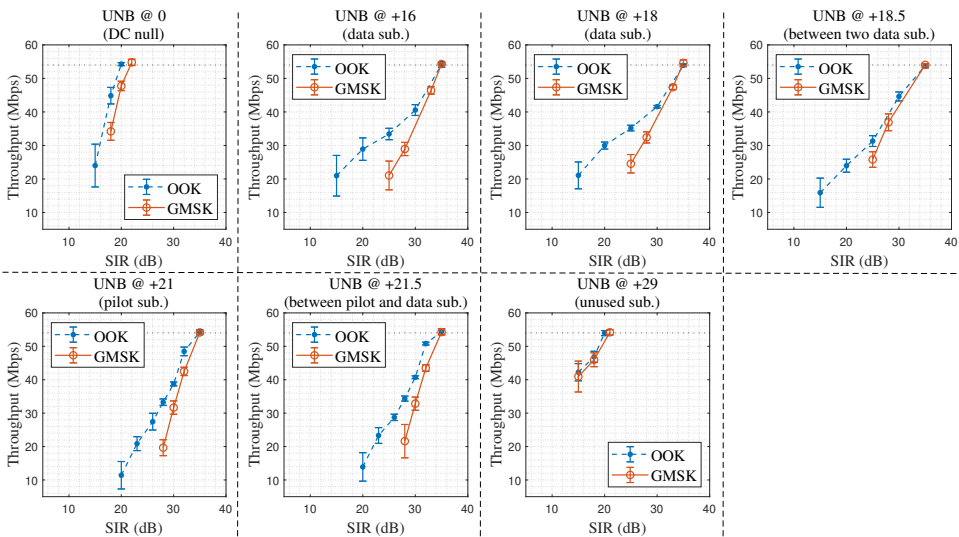 UNB @ 0
(DC null)
Throughput (Mbps)
60
50
40
30
20
10
OOK
GMSK
10 20 30 40
SIR (dB)
UNB @ +16
(data sub.)
Throughput (Mbps)
60
50
40
30
20
10
OOK
GMSK
10 20 30 40
SIR (dB)
UNB @ +18
(data sub.)
Throughput (Mbps)
60
50
40
30
20
10
OOK
GMSK
10 20 30 40
SIR (dB)
UNB @ +18.5
(between two data sub.)
Throughput (Mbps)
60
50
40
30
20
10
OOK
GMSK
10 20 30 40
SIR (dB)
UNB @ +21
(pilot sub.)
Throughput (Mbps)
60
50
40
30
20
10
OOK
GMSK
10 20 30 40
SIR (dB)
UNB @ +21.5
(between pilot and data sub.)
Throughput (Mbps)
60
50
40
30
20
10
OOK
GMSK
10 20 30 40
SIR (dB)
UNB @ +29
(unused sub.)
Throughput (Mbps)
60
50
40
30
20
10
OOK
GMSK
10 20 30 40
SIR (dB)